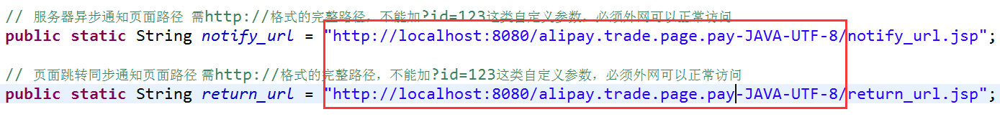 // 服务器异步通知页面路径 需http://格式的完整路径，不能加?id=123这类自定义参数，必须外网可以正常访问
public static String notify_url = "http://localhost:8080/alipay.trade.page.pay-JAVA-UTF-8/notify_url.jsp";
// 页面跳转同步通知页面路径 需http://格式的完整路径，不能加?id=123这类自定义参数，必须外网可以正常访问
public static String return_url = "http://localhost:8080/alipay.trade.page.pay-JAVA-UTF-8/return_url.jsp";